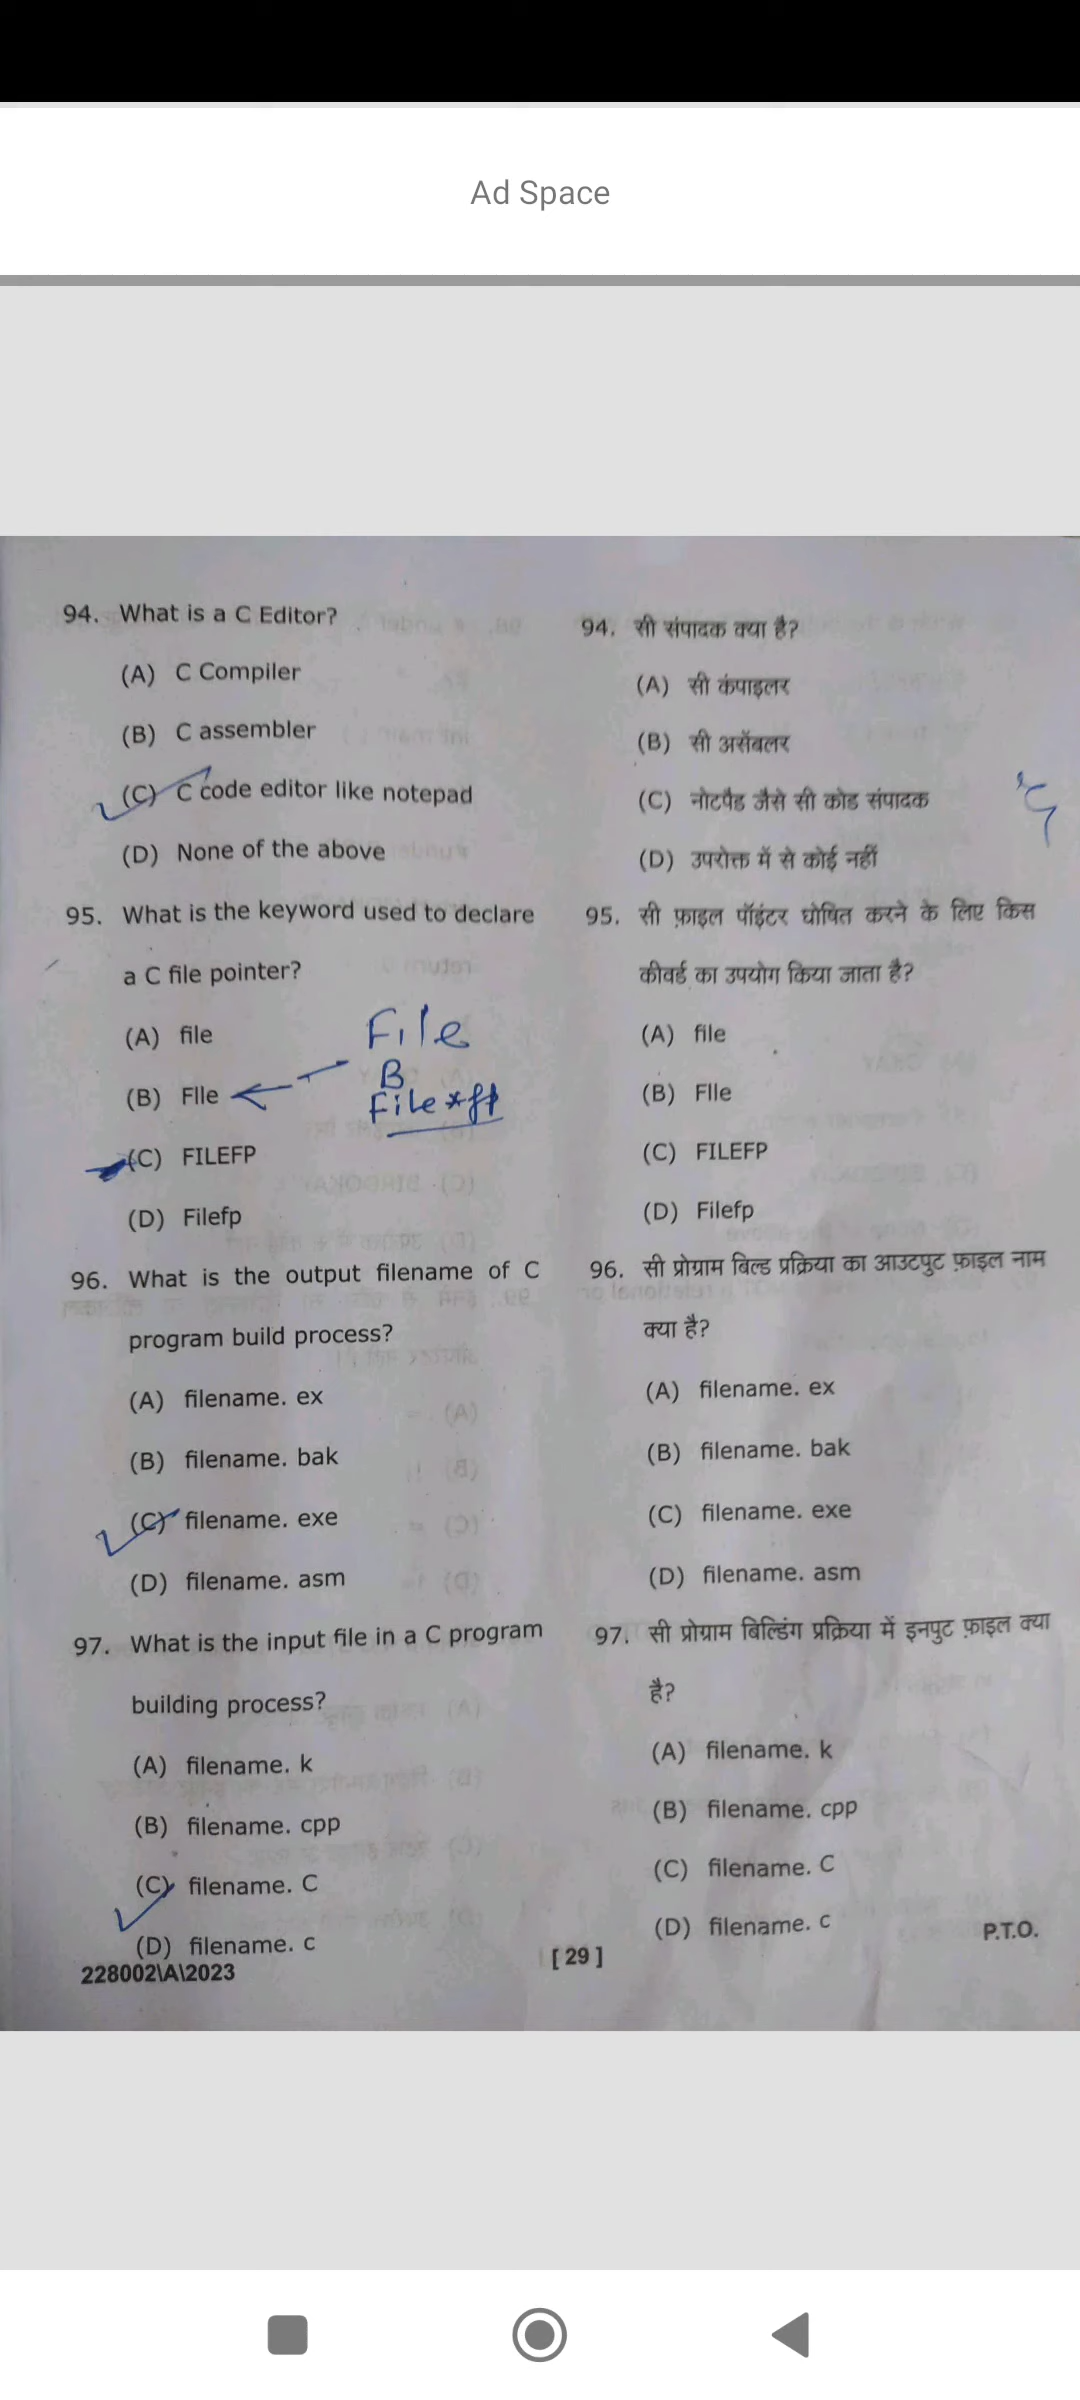 Ad Space
94. What is a C Editor?
(A) C Compiler
(B) C assembler
(C) C code editor like notepad
(D) None of the above
95. What is the keyword used to declare
a C file pointer?
(A) file
(B) FIle
(C) FILEFP
(D) Filefp
File
B
File *fp
96. What is the output filename of C
program build process?
(A) filename. ex
(B) filename. bak
(C) filename. exe
(D) filename. asm
97. What is the input file in a C program
building process?
(A) filename. k
(B) filename. cpp
(C) filename. C
(D) filename. c
228002\A\2023
94. सी संपादक क्या है?
(A) सी कंपाइलर
(B) सी असेंबलर
(C) नोटपैड जैसे सी कोड संपादक
(D) उपरोक्त में से कोई नहीं
95. सी फ़ाइल पॉइंटर घोषित करने के लिए किस
कीवर्ड का उपयोग किया जाता है?
(A) file
(B) FIle
(C) FILEFP
(D) Filefp
96. सी प्रोग्राम बिल्ड प्रक्रिया का आउटपुट फ़ाइल नाम
क्या है?
(A) filename. ex
(B) filename. bak
(C) filename. exe
(D) filename. asm
97. सी प्रोग्राम बिल्डिंग प्रक्रिया में इनपुट फ़ाइल क्या
है?
(A) filename. k
(B) filename. cpp
(C) filename. C
(D) filename. c
[ 29 ]
P.T.O.